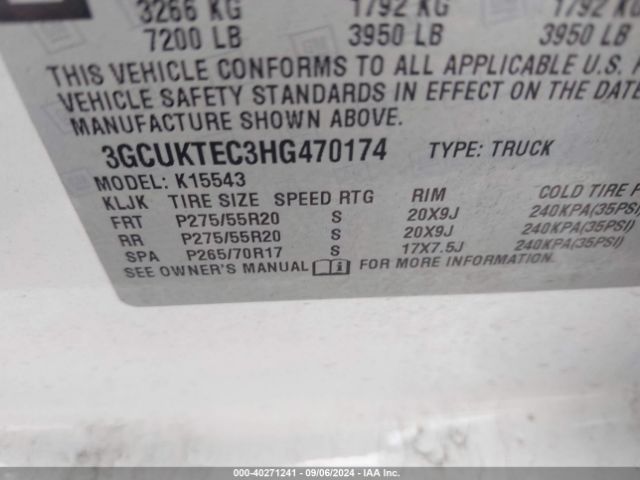 3266 KG 1792 KG 1792 KG
7200 LB 3950 LB 3950 LB
THIS VEHICLE CONFORMS TO ALL APPLICABLE U.S.
VEHICLE SAFETY STANDARDS IN EFFECT ON THE DATE
MANUFACTURE SHOWN ABOVE.
3GCUKTEC3HG470174 TYPE: TRUCK
MODEL: K15543
KLJK TIRE SIZE SPEED RTG RIM COLD TIRE P
FRT P275/55R20 S 20X9J 240KPA(35PSI)
RR P275/55R20 S 20X9J 240KPA(35PSI)
SPA P265/70R17 S 17X7.5J 240KPA(35PSI)
SEE OWNER'S MANUAL FOR MORE INFORMATION.
000-40271241 - 09/06/2024 - IAA Inc.